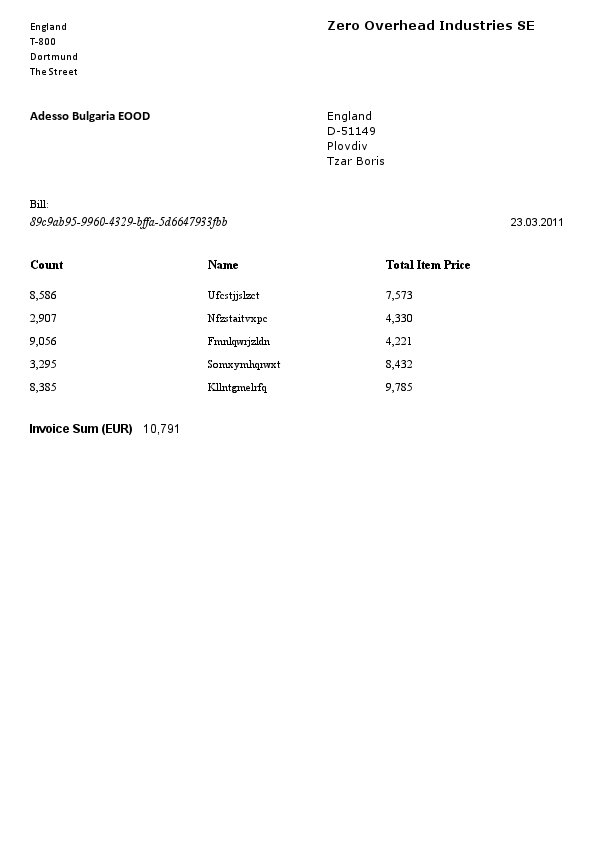 England
T-800
Dortmund
The Street
Zero Overhead Industries SE
Adesso Bulgaria EOOD
England
D-51149
Plovdiv
Tzar Boris
Bill:
89c9ab95-9960-4329-bffa-5d6647933fbb
23.03.2011
Count Name Total Item Price
8,586 Ufcstjjslzct 7,573
2,907 Nfzstaitvxpc 4,330
9,056 Fmnlqwrjzldn 4,221
3,295 Somxymhqrwxt 8,432
8,385 Kllntgmelrfq 9,785
Invoice Sum (EUR) 10,791